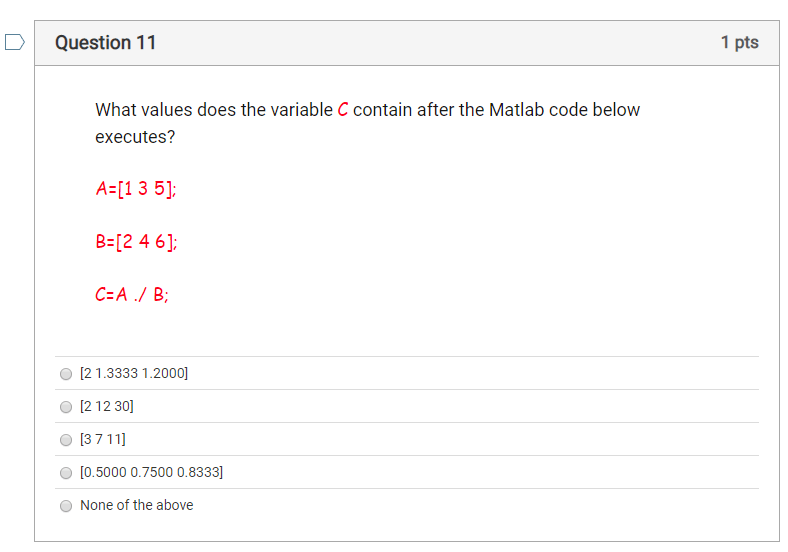 Question 11
1 pts
What values does the variable C contain after the Matlab code below
executes?
A=[1 3 5];
B=[2 4 6];
C=A ./ B;
[2 1.3333 1.2000]
[2 12 30]
[3 7 11]
[0.5000 0.7500 0.8333]
None of the above